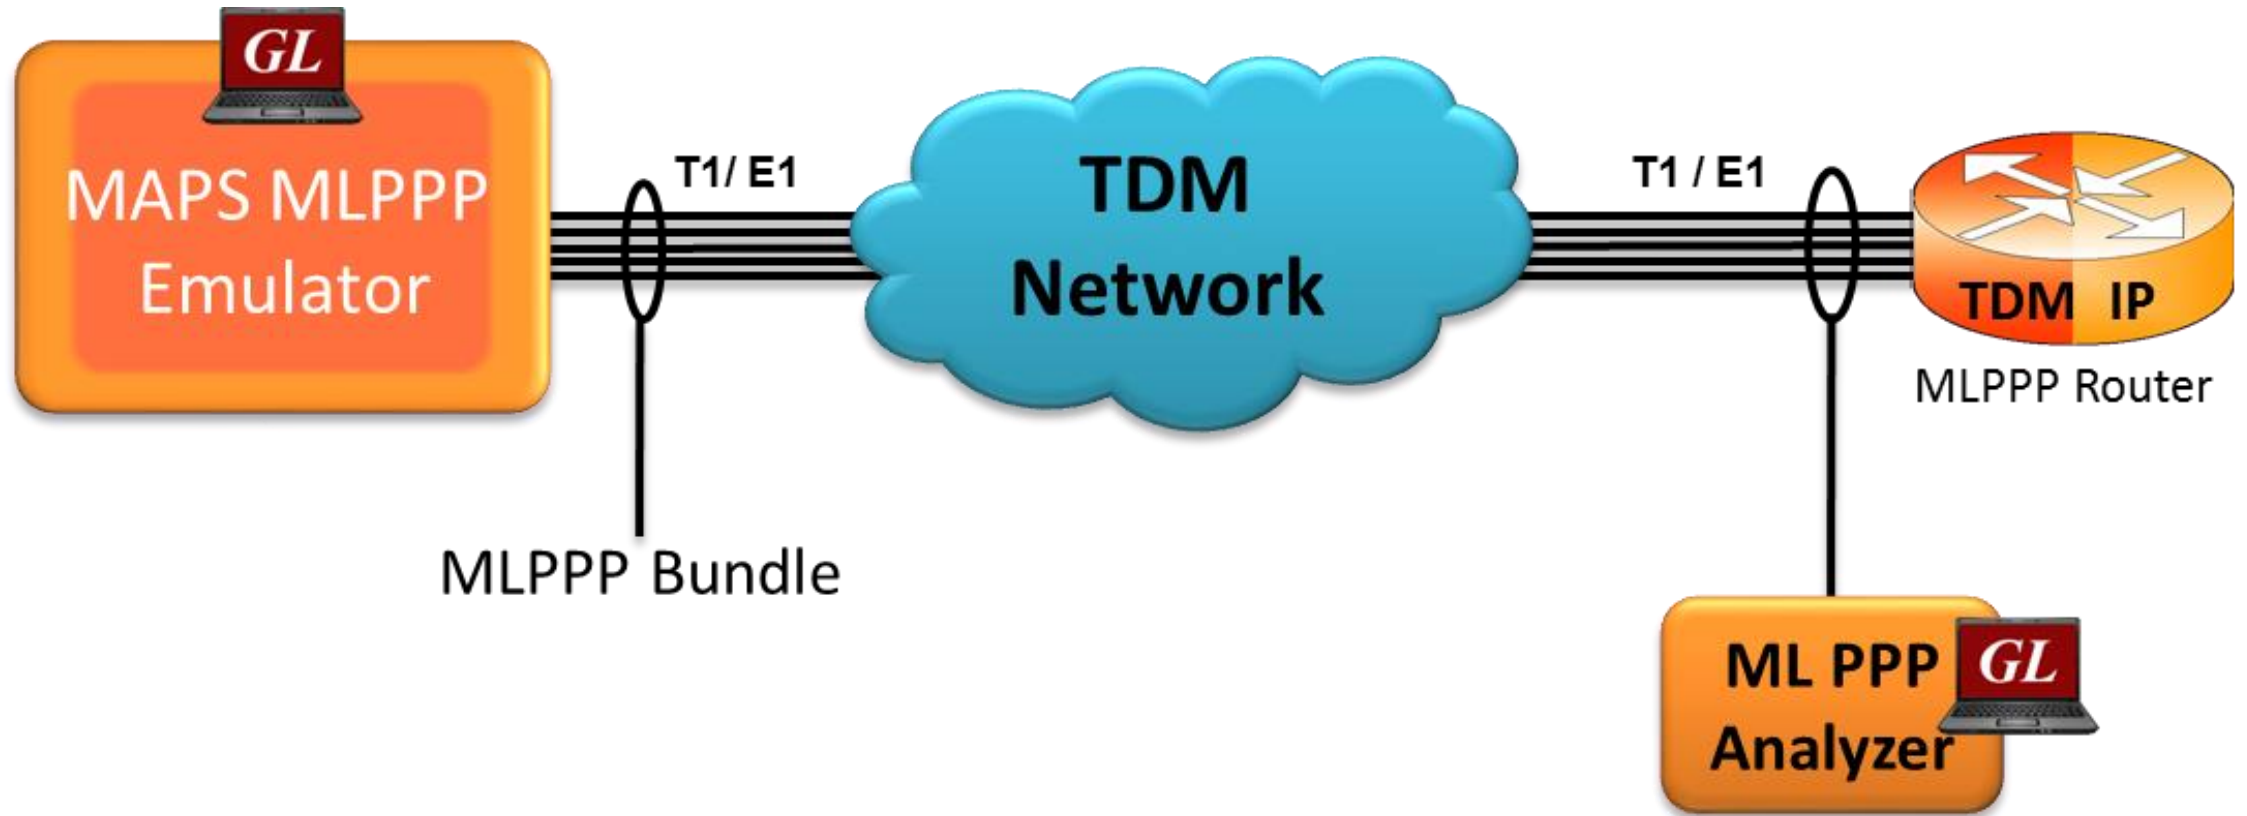 GL
MAPS MLPPP
Emulator
T1/ E1
MLPPP Bundle
TDM
Network
T1 / E1
TDM IP
MLPPP Router
ML PPP
Analyzer
GL